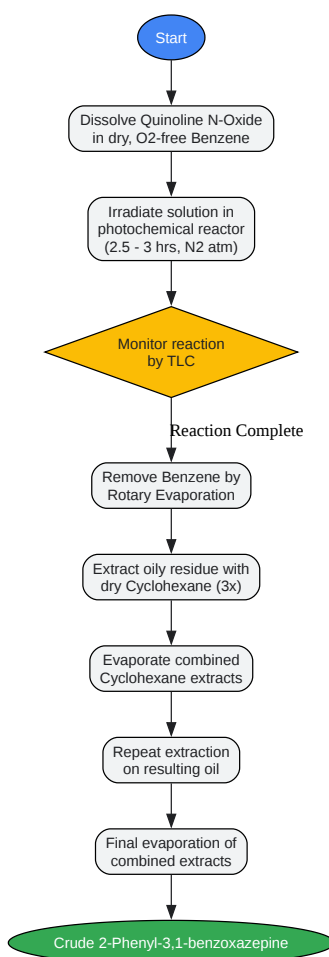 Start
Dissolve Quinoline N-Oxide
in dry, O2-free Benzene
Irradiate solution in
photochemical reactor
(2.5 - 3 hrs, N2 atm)
Monitor reaction
by TLC
Reaction Complete
Remove Benzene by
Rotary Evaporation
Extract oily residue with
dry Cyclohexane (3x)
Evaporate combined
Cyclohexane extracts
Repeat extraction
on resulting oil
Final evaporation of
combined extracts
Crude 2-Phenyl-3,1-benzoxazepine